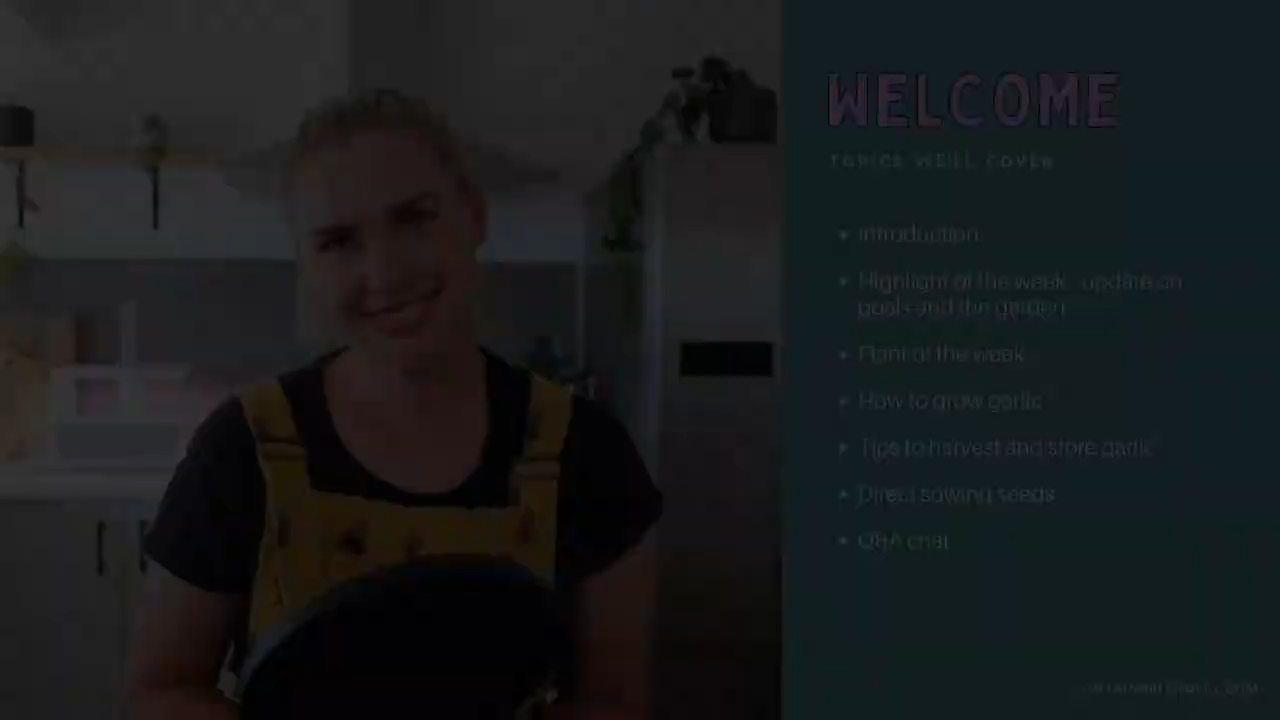 WELCOME
TOPICS WE'LL COVER
• Introduction
• Highlight of the week - update on
goals and the garden
• Plant of the week
• How to grow garlic
• Tips to harvest and store garlic
• Direct sowing seeds
• Q&A chat